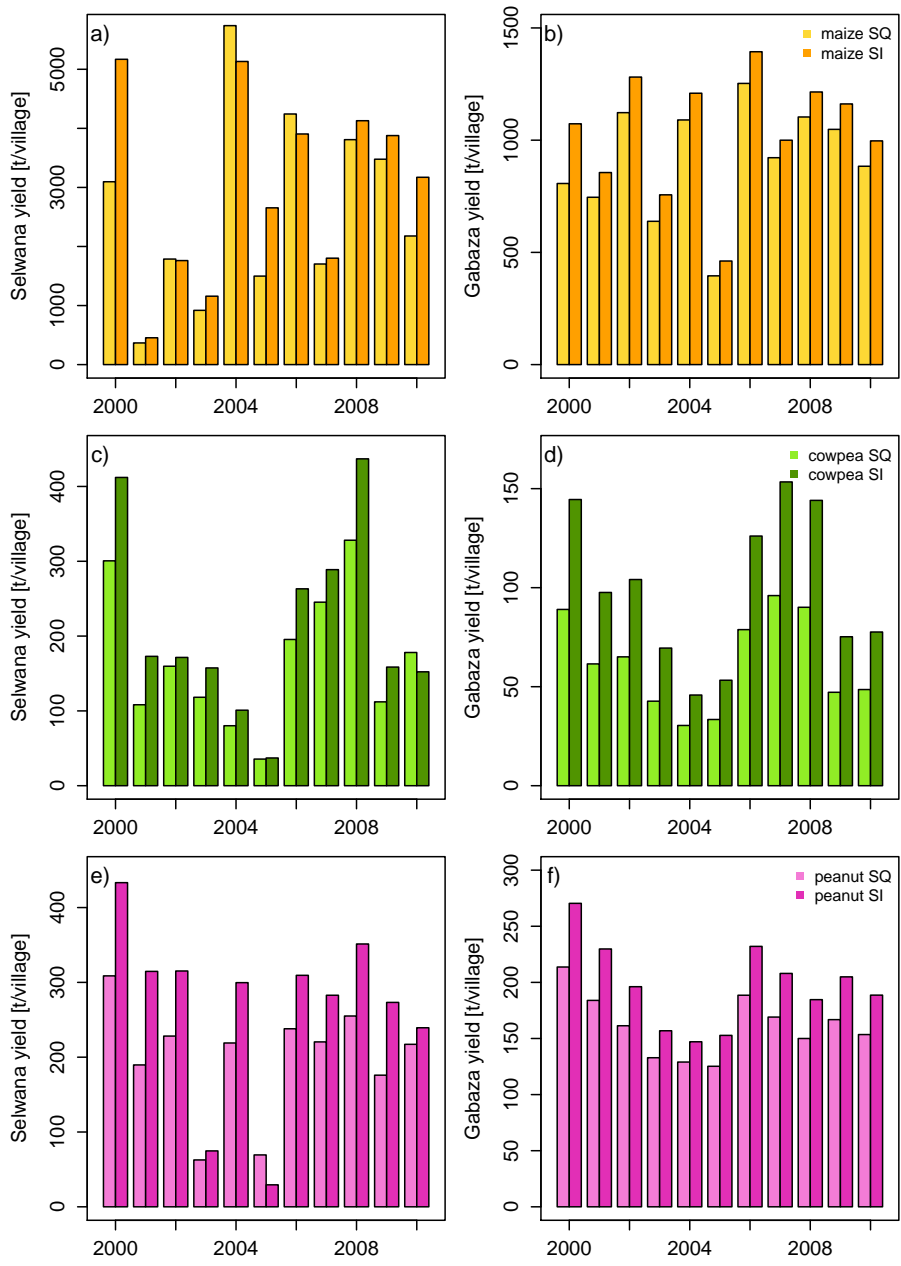 a)
Selwana yield [t/village]
5000
3000
1000
0
2000
2004
2008
b)
maize SQ
maize SI
Gabaza yield [t/village]
1500
1000
500
0
2000
2004
2008
c)
Selwana yield [t/village]
400
300
200
100
0
2000
2004
2008
d)
cowpea SQ
cowpea SI
Gabaza yield [t/village]
150
100
50
0
2000
2004
2008
e)
Selwana yield [t/village]
400
300
200
100
0
2000
2004
2008
f)
peanut SQ
peanut SI
Gabaza yield [t/village]
300
250
200
150
100
50
0
2000
2004
2008